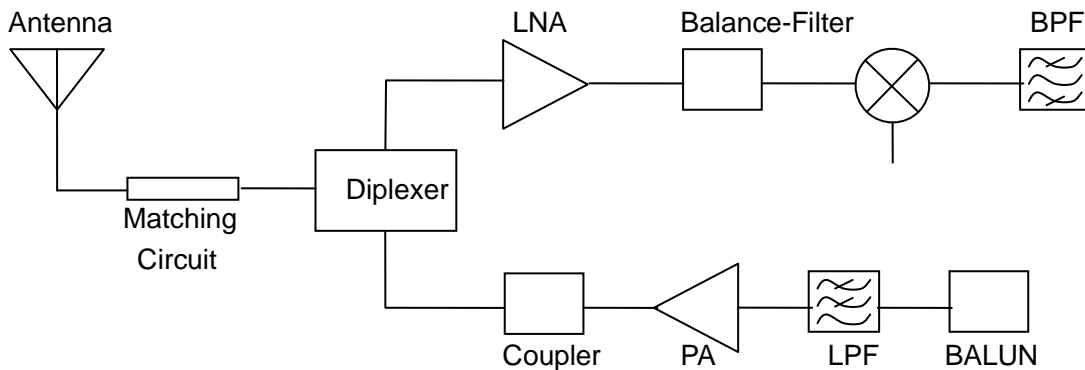 Antenna
LNA
Balance-Filter
BPF
Diplexer
Matching
Circuit
Coupler
PA
LPF
BALUN